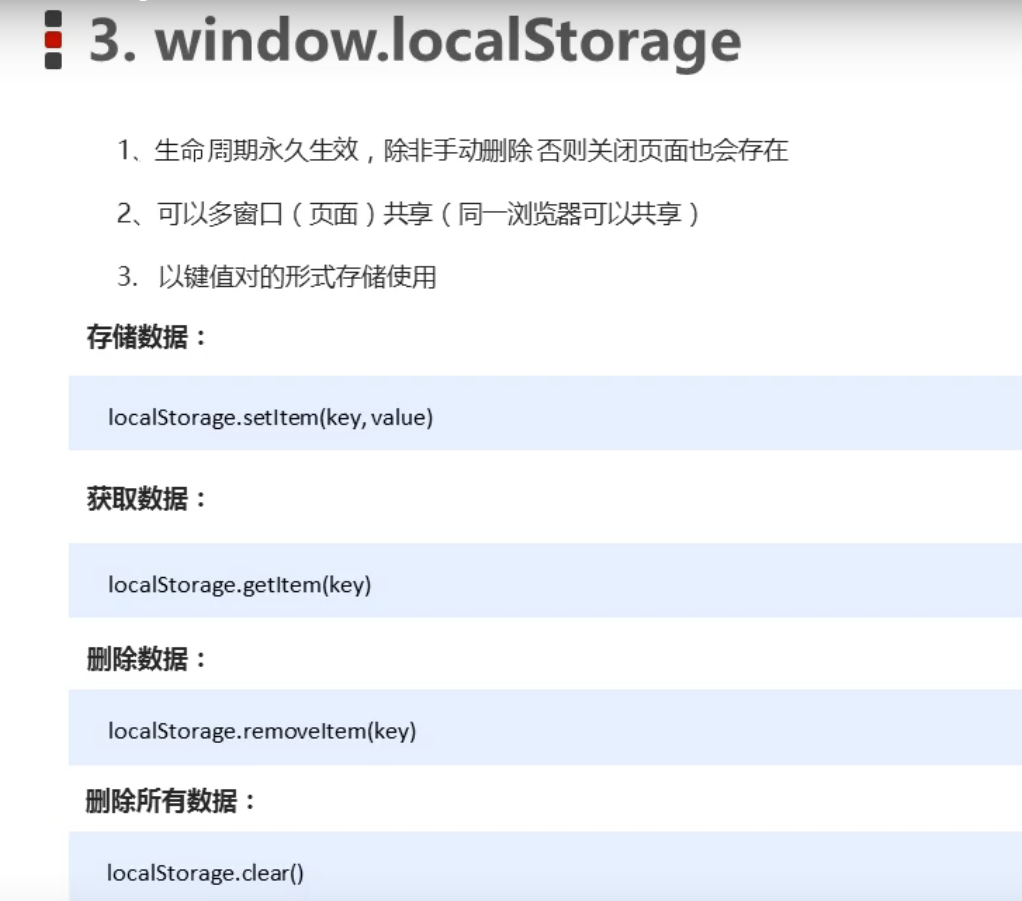 3. window.localStorage
1、生命周期永久生效，除非手动删除 否则关闭页面也会存在
2、可以多窗口（页面）共享（同一浏览器可以共享）
3. 以键值对的形式存储使用
存储数据：
localStorage.setItem(key, value)
获取数据：
localStorage.getItem(key)
删除数据：
localStorage.removeItem(key)
删除所有数据：
localStorage.clear()